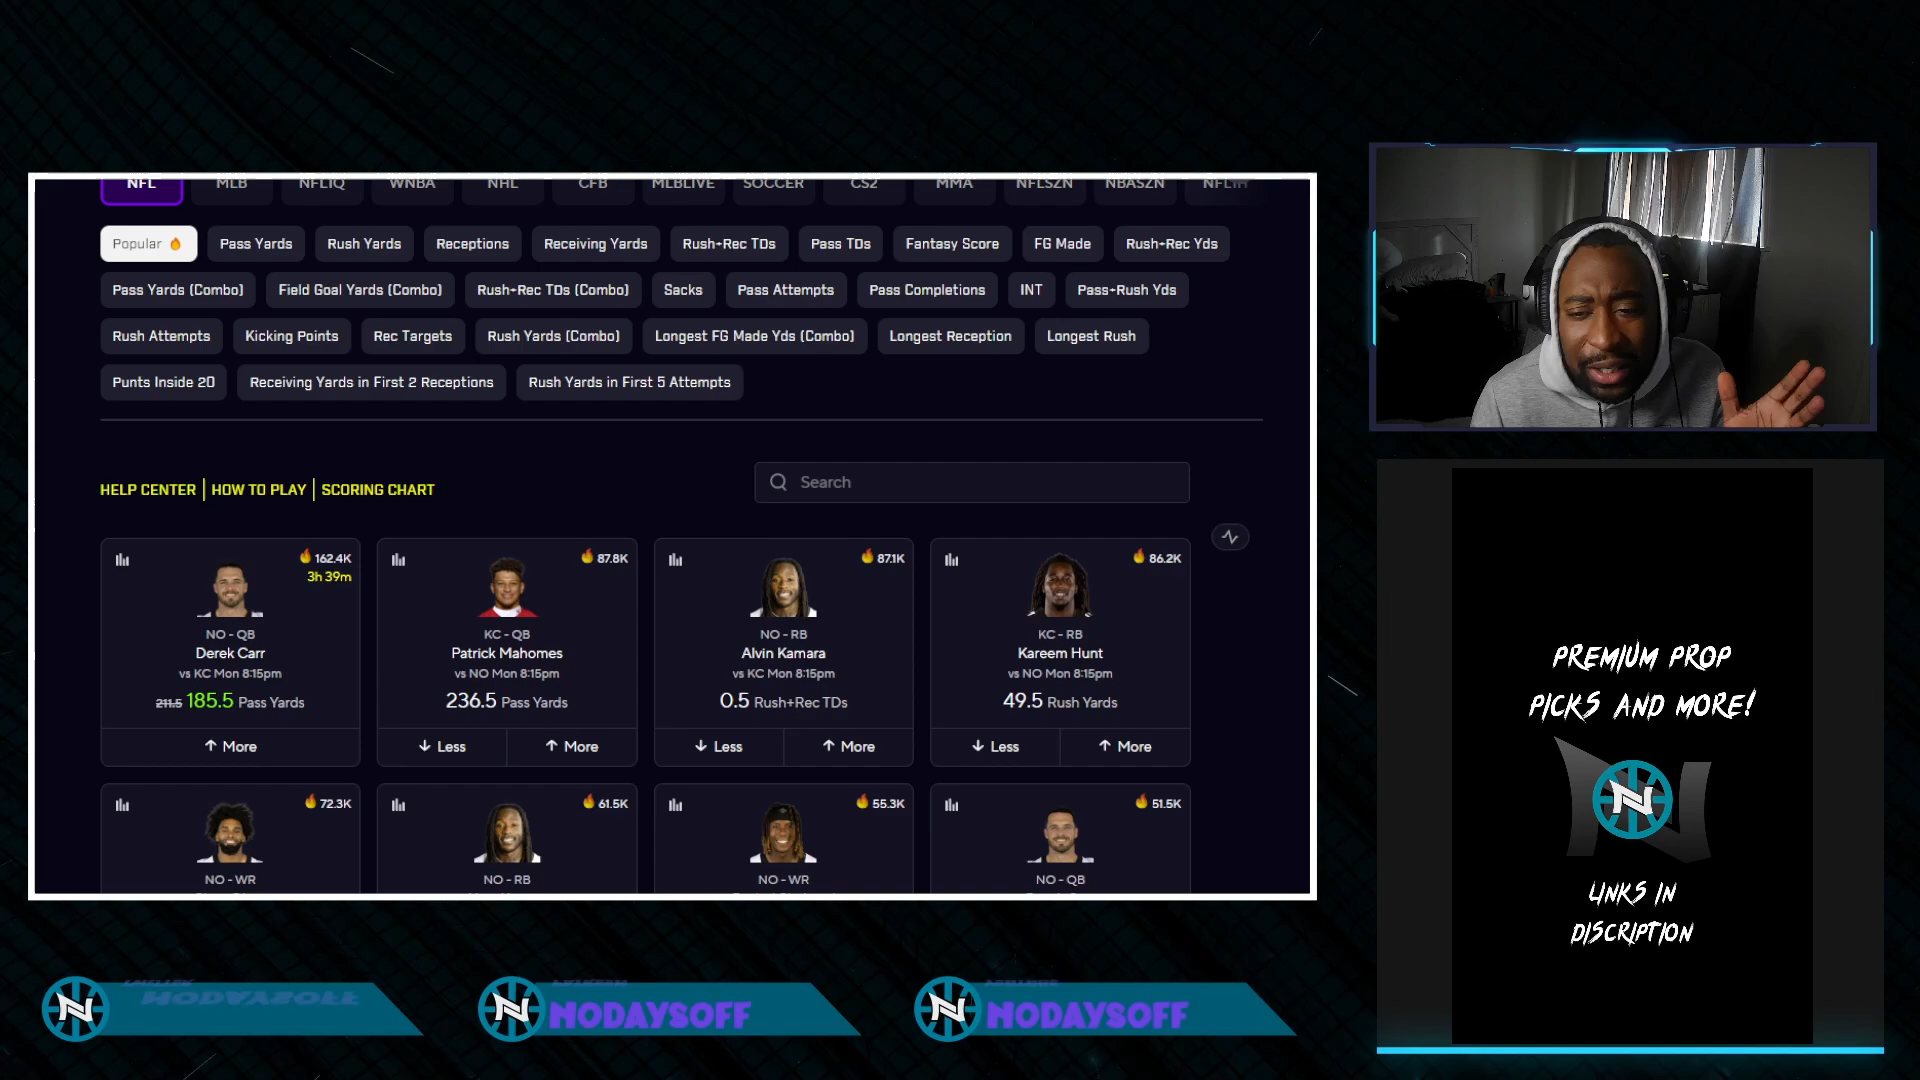 NFL MLB NFLIQ WNBA NHL CFB MLBLIVE SOCCER CS2 MMA NFLSZN NBASZN NFL1H
Popular Pass Yards Rush Yards Receptions Receiving Yards Rush+Rec TDs Pass TDs Fantasy Score FG Made Rush+Rec Yds
Pass Yards (Combo) Field Goal Yards (Combo) Rush+Rec TDs (Combo) Sacks Pass Attempts Pass Completions INT Pass+Rush Yds
Rush Attempts Kicking Points Rec Targets Rush Yards (Combo) Longest FG Made Yds (Combo) Longest Reception Longest Rush
Punts Inside 20 Receiving Yards in First 2 Receptions Rush Yards in First 5 Attempts
HELP CENTER HOW TO PLAY SCORING CHART
Search
162.4K
3h 39m
NO - QB
Derek Carr
vs KC Mon 8:15pm
211.5 185.5 Pass Yards
More
87.8K
KC - QB
Patrick Mahomes
vs NO Mon 8:15pm
236.5 Pass Yards
Less More
87.1K
NO - RB
Alvin Kamara
vs KC Mon 8:15pm
0.5 Rush+Rec TDs
Less More
86.2K
KC - RB
Kareem Hunt
vs NO Mon 8:15pm
49.5 Rush Yards
Less More
72.3K
NO - WR
61.5K
NO - RB
55.3K
NO - WR
51.5K
NO - QB
PREMIUM PROP
PICKS AND MORE!
N
LINKS IN
DISCRIPTION
N NODAYSOFF
N NODAYSOFF
N NODAYSOFF